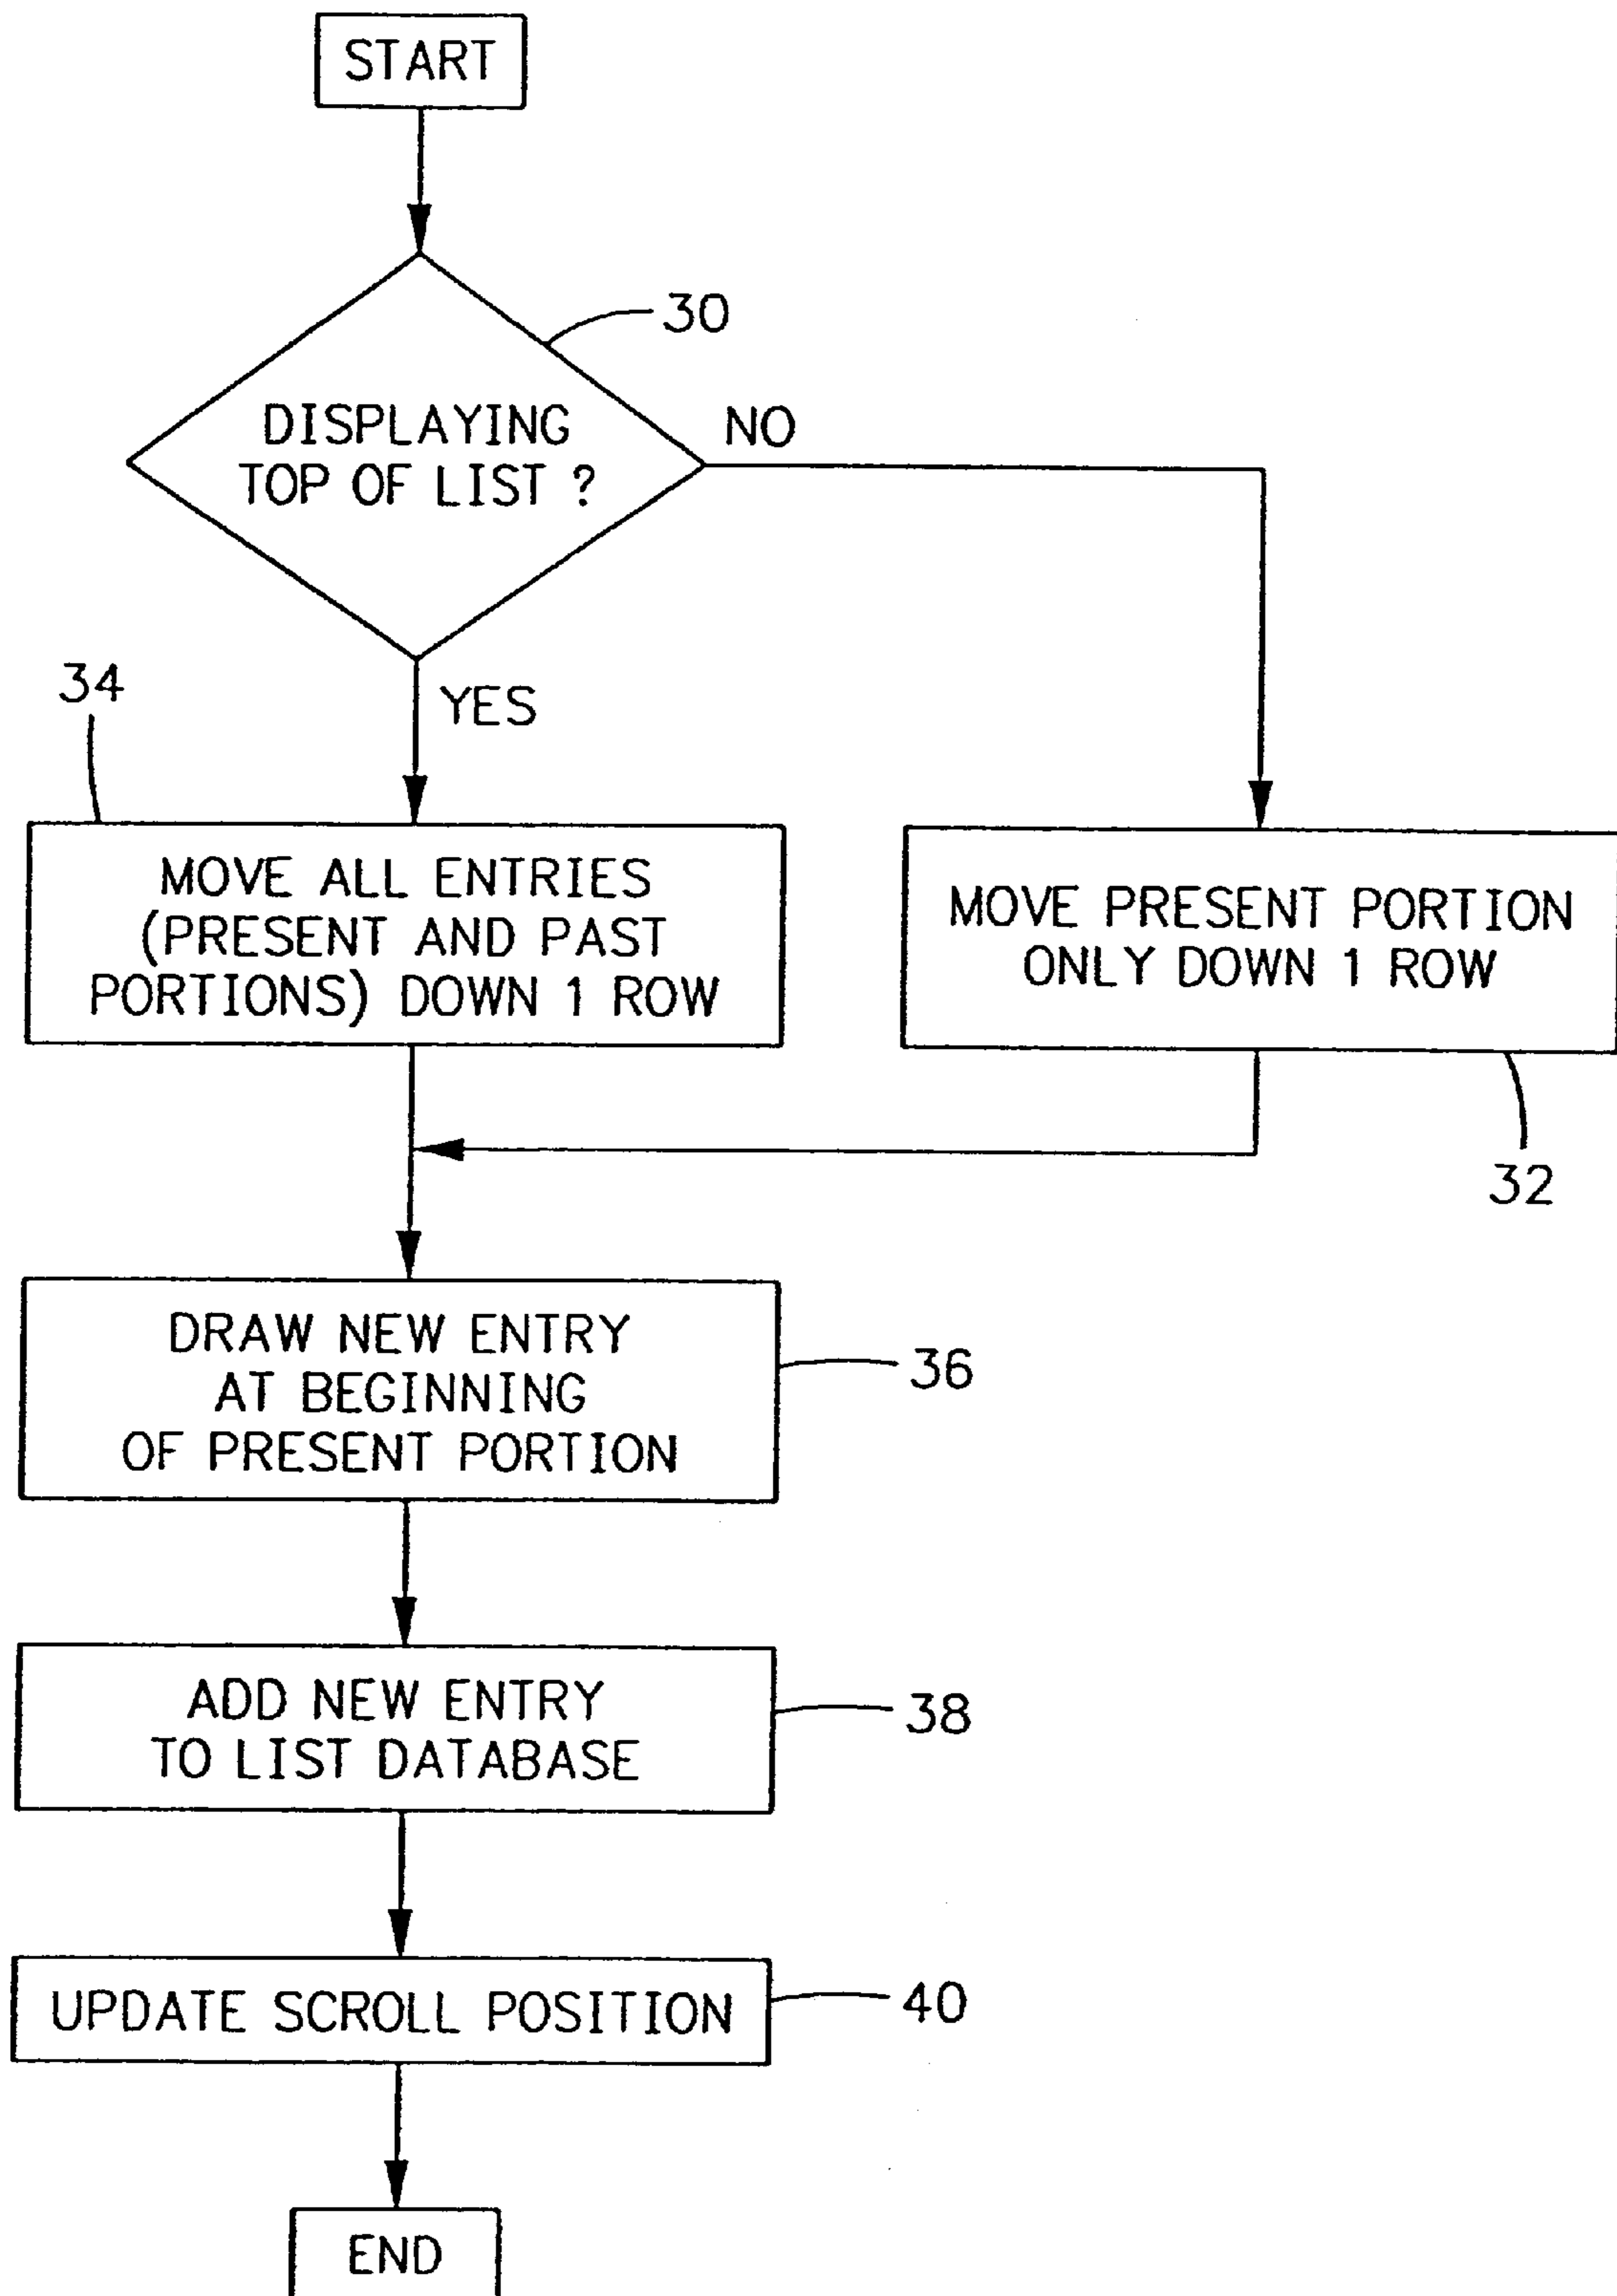 START
30
DISPLAYING
TOP OF LIST ?
NO
YES
34
MOVE ALL ENTRIES
(PRESENT AND PAST
PORTIONS) DOWN 1 ROW
MOVE PRESENT PORTION
ONLY DOWN 1 ROW
32
DRAW NEW ENTRY
AT BEGINNING
OF PRESENT PORTION
36
ADD NEW ENTRY
TO LIST DATABASE
38
UPDATE SCROLL POSITION
40
END